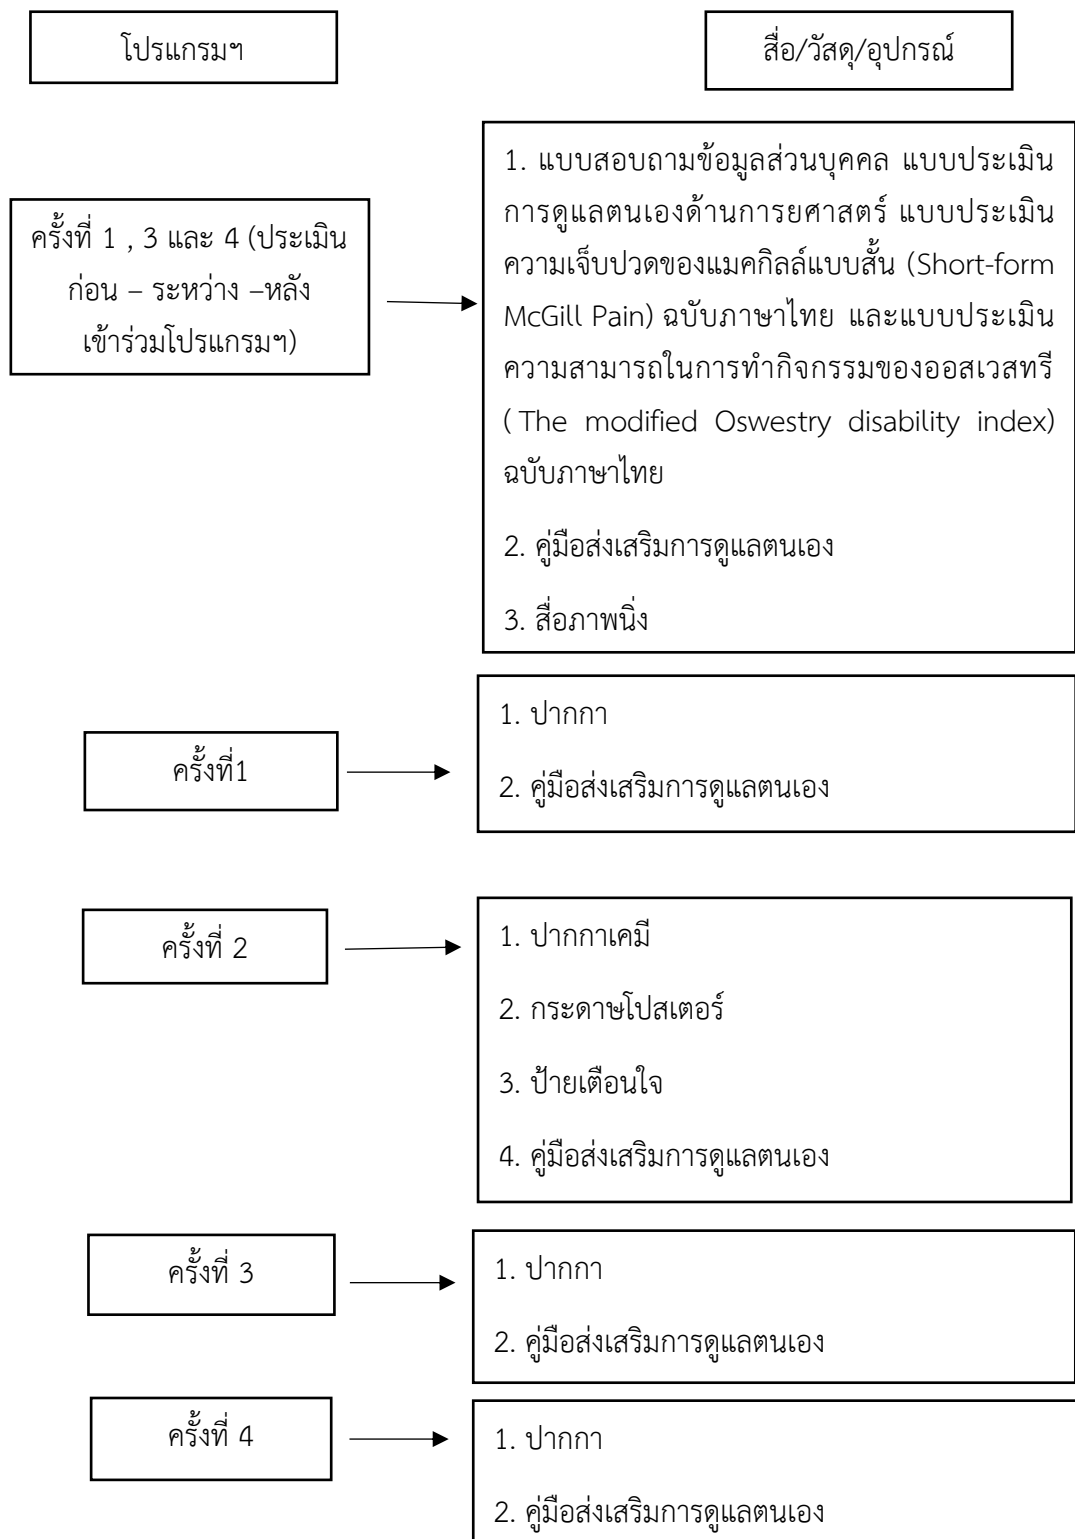 โปรแกรมฯ
สื่อ/วัสดุ/อุปกรณ์
ครั้งที่ 1 , 3 และ 4 (ประเมิน
ก่อน – ระหว่าง –หลัง
เข้าร่วมโปรแกรมฯ)
1. แบบสอบถามข้อมูลส่วนบุคคล แบบประเมิน
การดูแลตนเองด้านการยศาสตร์ แบบประเมิน
ความเจ็บปวดของแมคกิลล์แบบสั้น (Short-form
McGill Pain) ฉบับภาษาไทย และแบบประเมิน
ความสามารถในการทำกิจกรรมของออสเวสทรี
( The modified Oswestry disability index)
ฉบับภาษาไทย
2. คู่มือส่งเสริมการดูแลตนเอง
3. สื่อภาพนิ่ง
ครั้งที่1
1. ปากกา
2. คู่มือส่งเสริมการดูแลตนเอง
ครั้งที่ 2
1. ปากกาเคมี
2. กระดาษโปสเตอร์
3. ป้ายเตือนใจ
4. คู่มือส่งเสริมการดูแลตนเอง
ครั้งที่ 3
1. ปากกา
2. คู่มือส่งเสริมการดูแลตนเอง
ครั้งที่ 4
1. ปากกา
2. คู่มือส่งเสริมการดูแลตนเอง